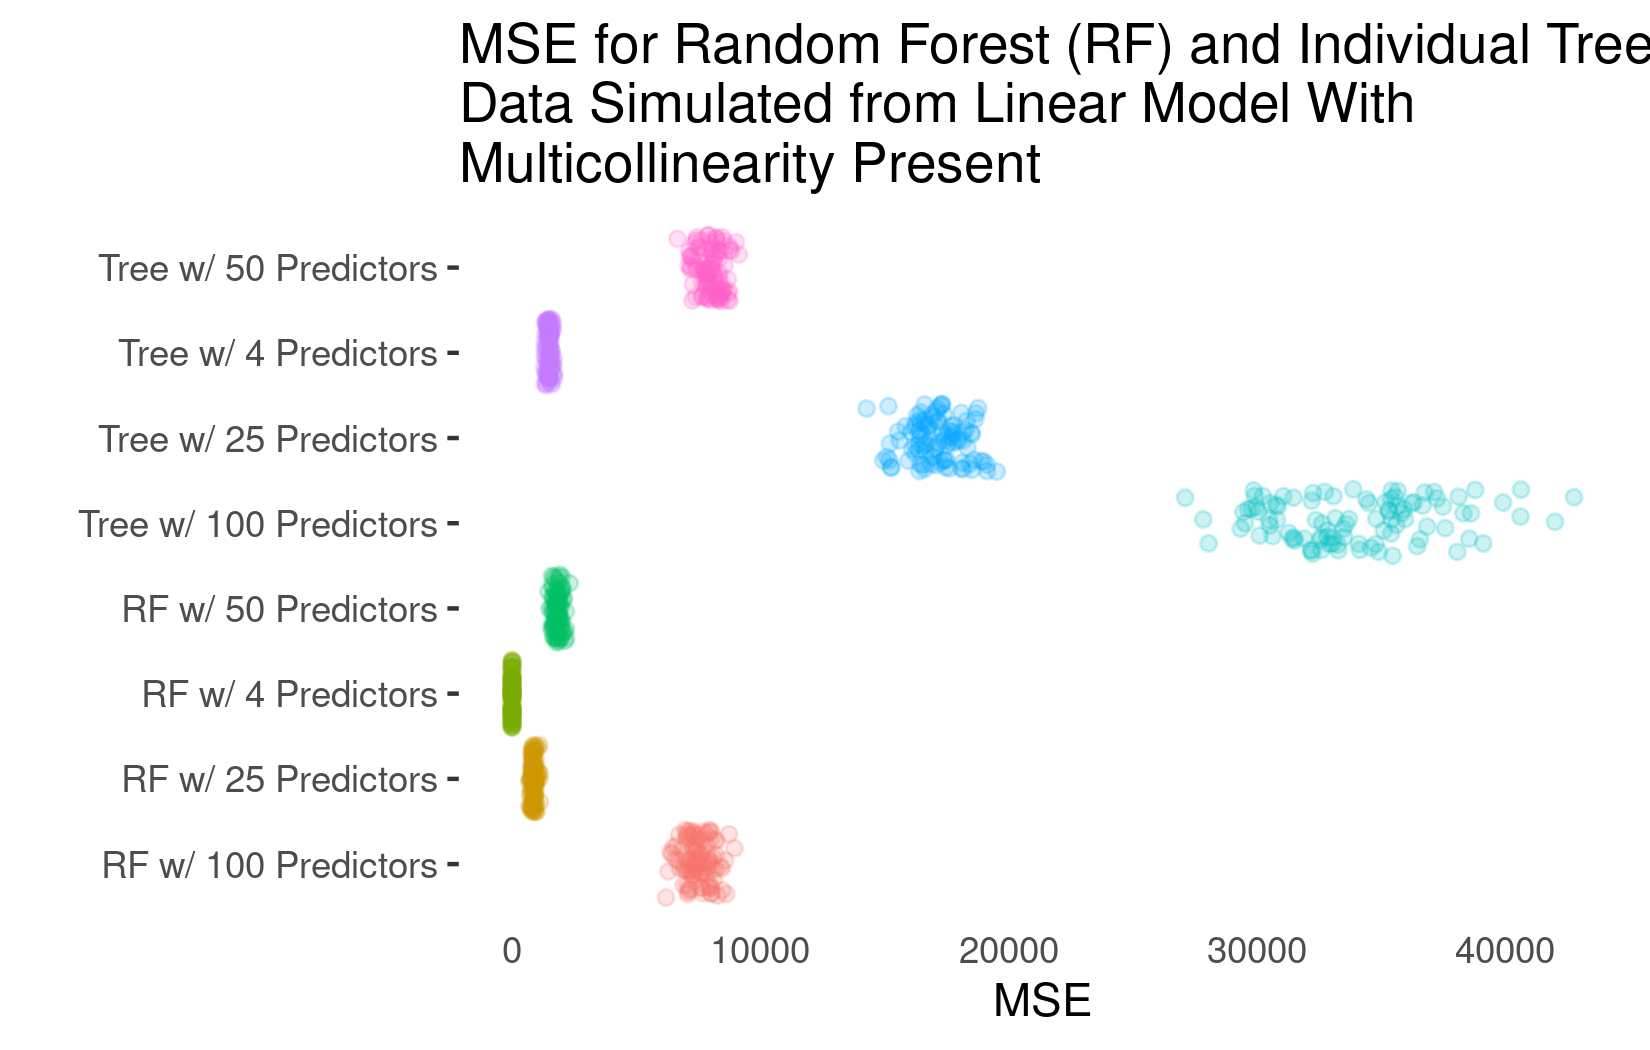 MSE for Random Forest (RF) and Individual Tree
Data Simulated from Linear Model With
Multicollinearity Present
Tree w/ 50 Predictors
Tree w/ 4 Predictors
Tree w/ 25 Predictors
Tree w/ 100 Predictors
RF w/ 50 Predictors
RF w/ 4 Predictors
RF w/ 25 Predictors
RF w/ 100 Predictors
0 10000 20000 30000 40000
MSE